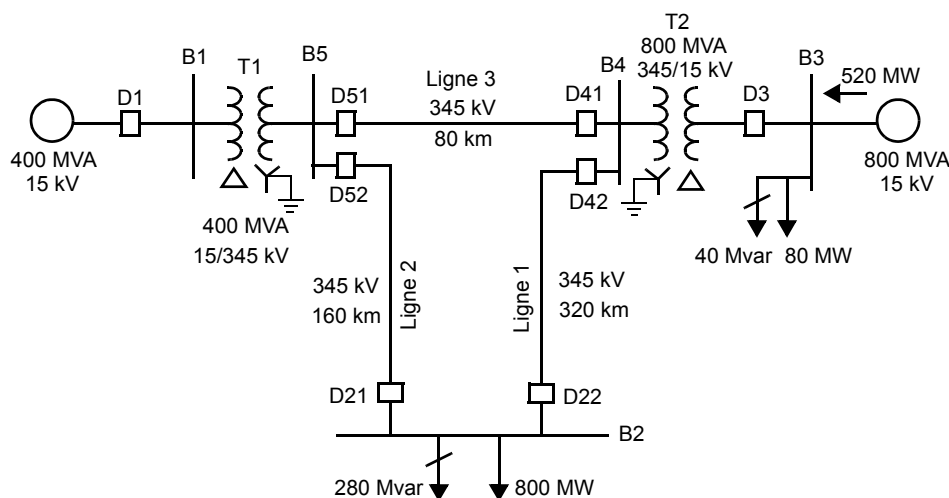 T2
800 MVA
345/15 kV
B1
T1
B5
B4
B3
Ligne 3
345 kV
80 km
520 MW
D1
D51
D41
D3
400 MVA
15 kV
800 MVA
15 kV
D52
D42
400 MVA
15/345 kV
40 Mvar
80 MW
345 kV
160 km
Ligne 2
Ligne 1
345 kV
320 km
D21
D22
B2
280 Mvar
800 MW